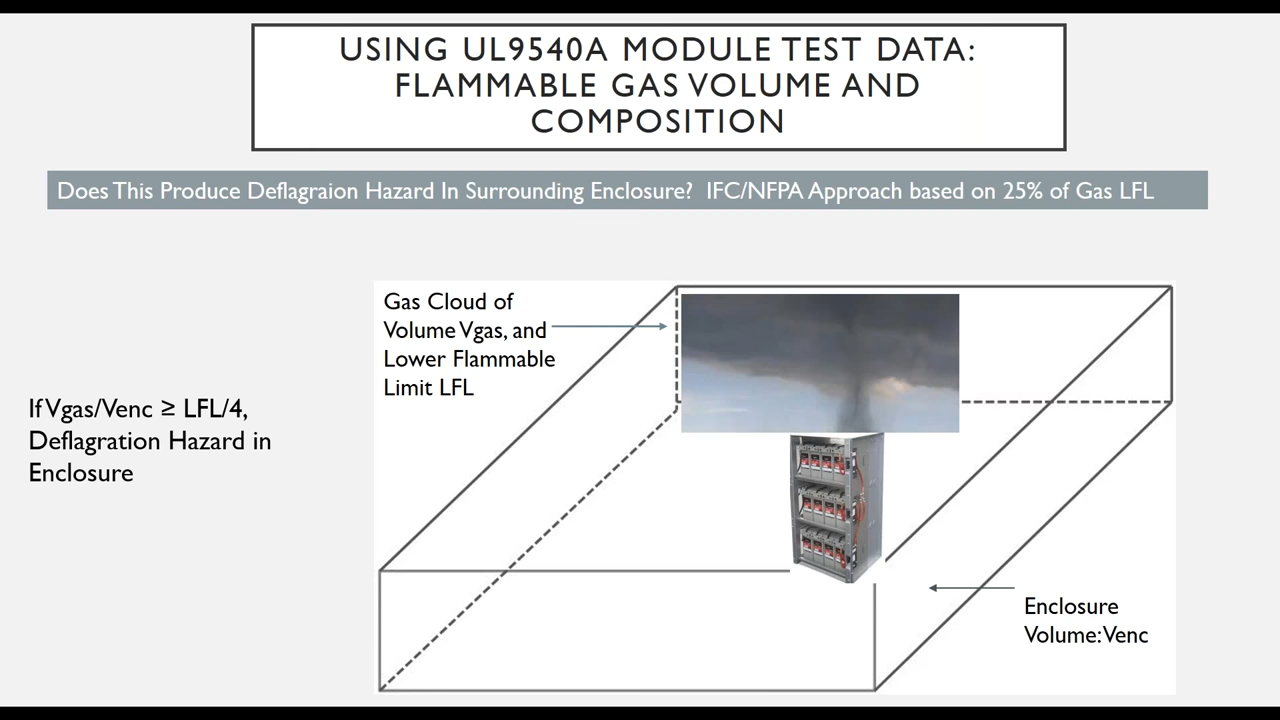 USING UL9540A MODULE TEST DATA:
FLAMMABLE GAS VOLUME AND
COMPOSITION
Does This Produce Deflagraion Hazard In Surrounding Enclosure? IFC/NFPA Approach based on 25% of Gas LFL
Gas Cloud of
Volume Vgas, and
Lower Flammable
Limit LFL
If Vgas/Venc ≥ LFL/4,
Deflagration Hazard in
Enclosure
Enclosure
Volume: Venc